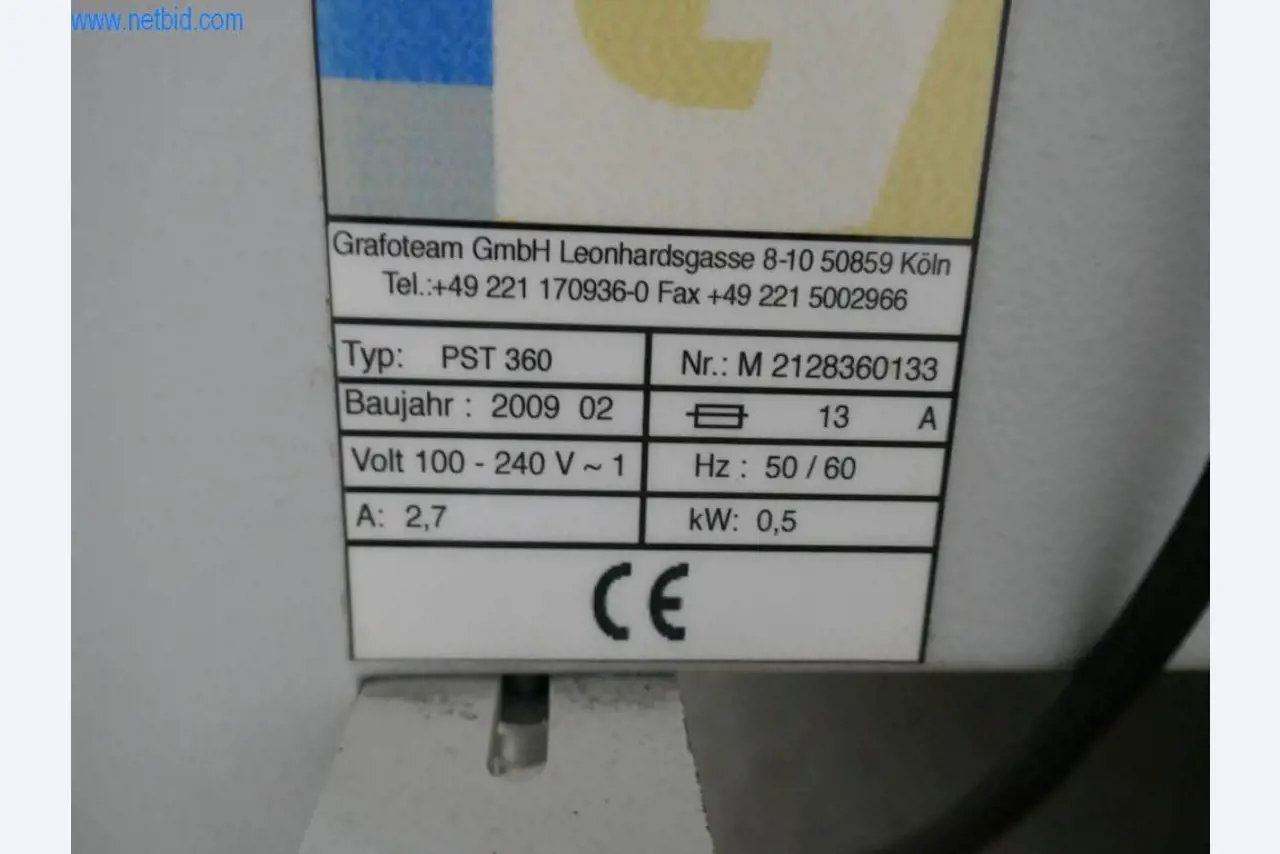 www.netbid.com
Grafoteam GmbH Leonhardsgasse 8-10 50859 Köln
Tel.:+49 221 170936-0 Fax +49 221 5002966
Typ: PST 360
Nr.: M 2128360133
Baujahr : 2009 02
13 A
Volt 100 - 240 V ~ 1
Hz : 50 / 60
A: 2,7
kW: 0,5
CE